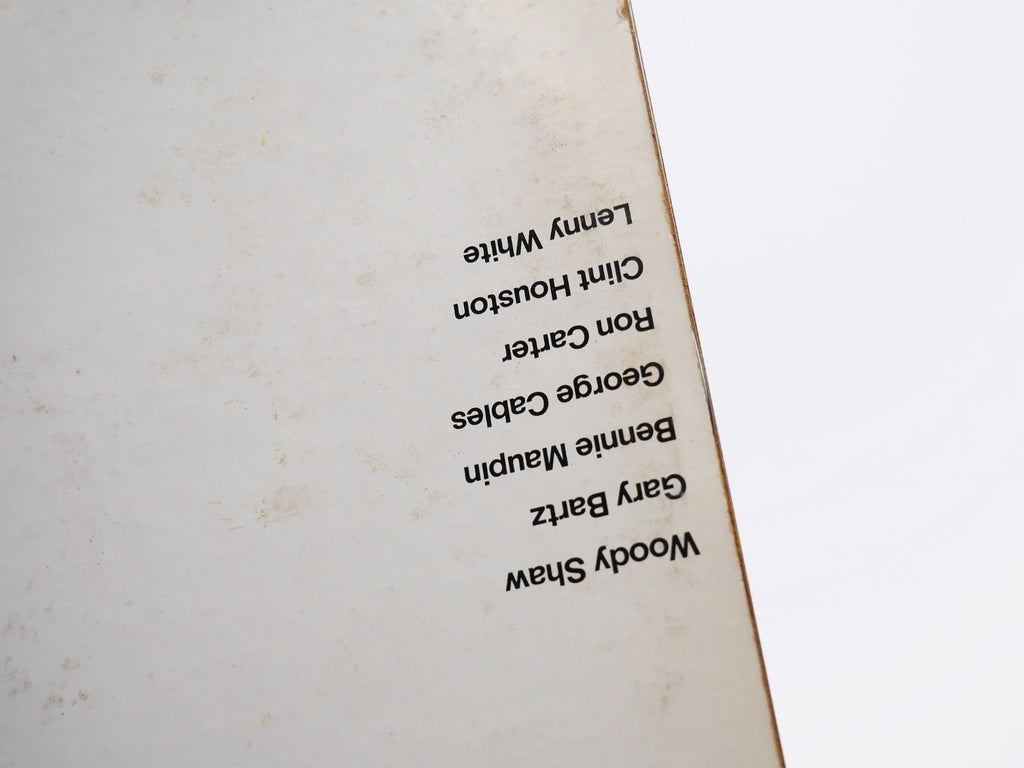 Woody Shaw
Gary Bartz
Bennie Maupin
George Cables
Ron Carter
Clint Houston
Lenny White